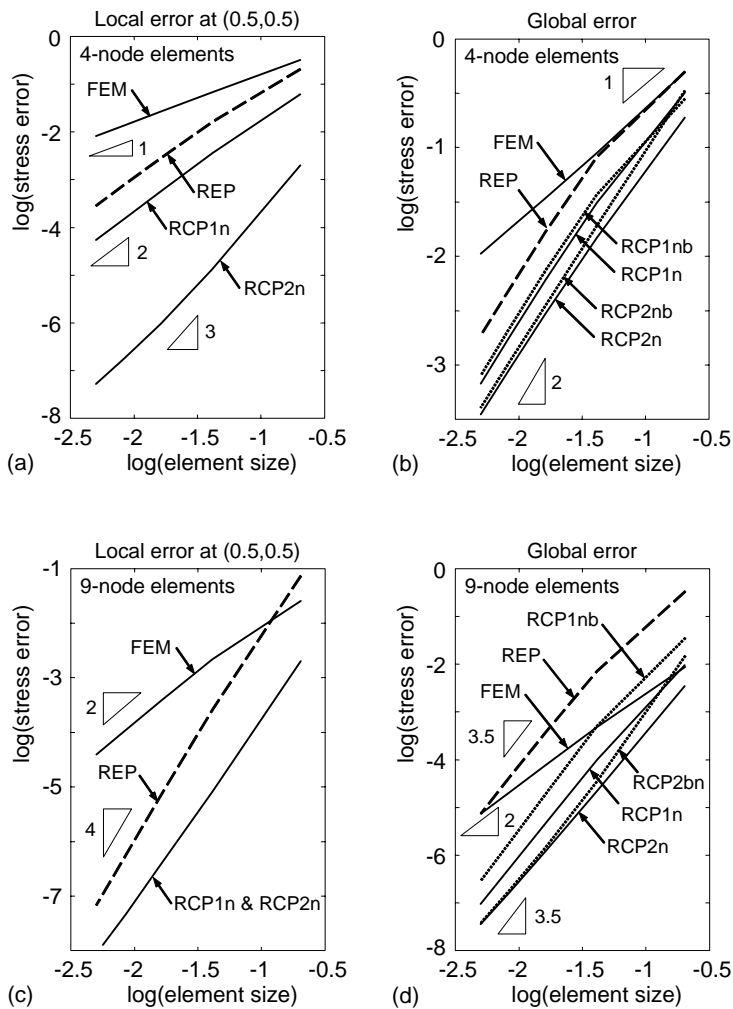 Local error at (0.5,0.5)
0
4-node elements
FEM
-2
1
REP
-4
RCP1n
2
RCP2n
-6
3
-8
-2.5 -2 -1.5 -1 -0.5
log(stress error)
(a) log(element size)
Global error
0
4-node elements
1
FEM
-1
REP
RCP1nb
RCP1n
-2
RCP2nb
RCP2n
-3
2
-2.5 -2 -1.5 -1 -0.5
log(stress error)
(b) log(element size)
Local error at (0.5,0.5)
-1
9-node elements
FEM
-3
2
REP
-5
4
RCP1n & RCP2n
-7
-2.5 -2 -1.5 -1 -0.5
log(stress error)
(c) log(element size)
Global error
0
9-node elements
RCP1nb
REP
-2
FEM
3.5
-4
RCP2bn
2
RCP1n
RCP2n
-6
3.5
-8
-2.5 -2 -1.5 -1 -0.5
log(stress error)
(d) log(element size)